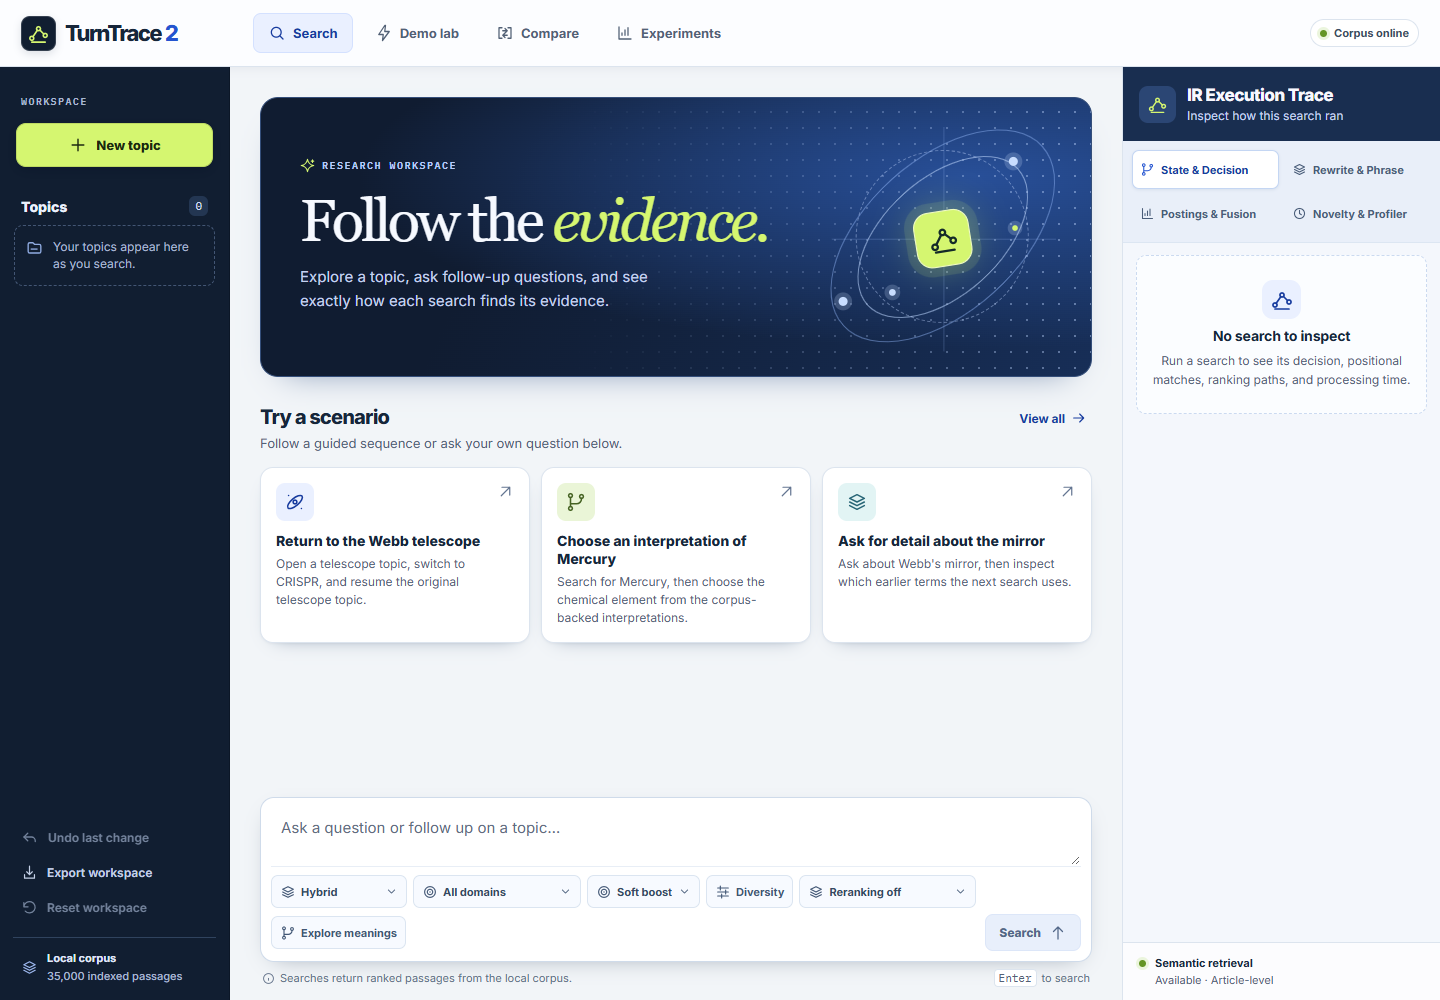 TurnTrace 2
Search
Demo lab
Compare
Experiments
Corpus online
WORKSPACE
New topic
Topics
0
Your topics appear here
as you search.
Undo last change
Export workspace
Reset workspace
Local corpus
35,000 indexed passages
RESEARCH WORKSPACE
Follow the evidence.
Explore a topic, ask follow-up questions, and see
exactly how each search finds its evidence.
Try a scenario
View all
Follow a guided sequence or ask your own question below.
Return to the Webb telescope
Open a telescope topic, switch to
CRISPR, and resume the original
telescope topic.
Choose an interpretation of
Mercury
Search for Mercury, then choose the
chemical element from the corpus-
backed interpretations.
Ask for detail about the mirror
Ask about Webb's mirror, then inspect
which earlier terms the next search uses.
Ask a question or follow up on a topic...
Hybrid
All domains
Soft boost
Diversity
Reranking off
Explore meanings
Search
Searches return ranked passages from the local corpus.
Enter to search
IR Execution Trace
Inspect how this search ran
State & Decision
Rewrite & Phrase
Postings & Fusion
Novelty & Profiler
No search to inspect
Run a search to see its decision, positional
matches, ranking paths, and processing time.
Semantic retrieval
Available · Article-level